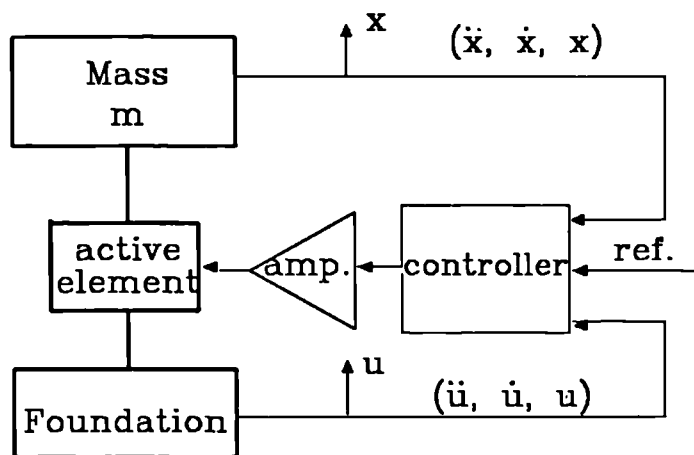 x
(ẍ, ẋ, x)
Mass
m
active
element
amp.
controller
ref.
u
(ü, u̇, u)
Foundation